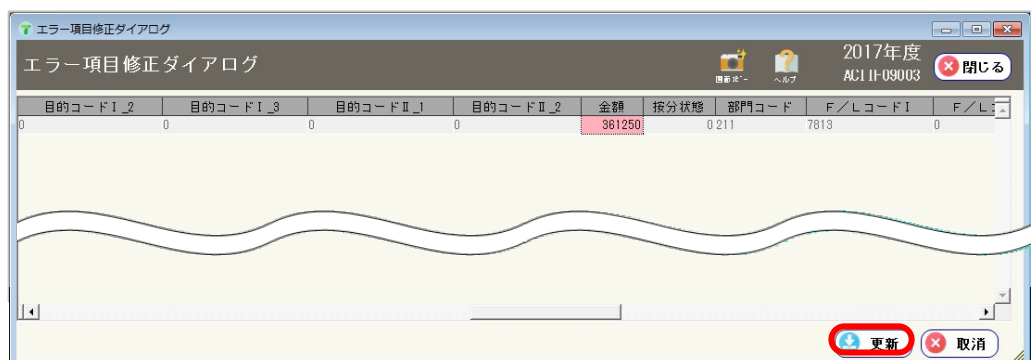 エラー項目修正ダイアログ
エラー項目修正ダイアログ
画面ｺﾋﾟｰ
ヘルプ
2017年度
閉じる
目的コードⅠ_2 目的コードⅠ_3 目的コードⅡ_1 目的コードⅡ_2 金額 按分状態 部門コード F/LコードⅠ F/L
0 0 0 0 361250 0 211 7813 0
更新 取消